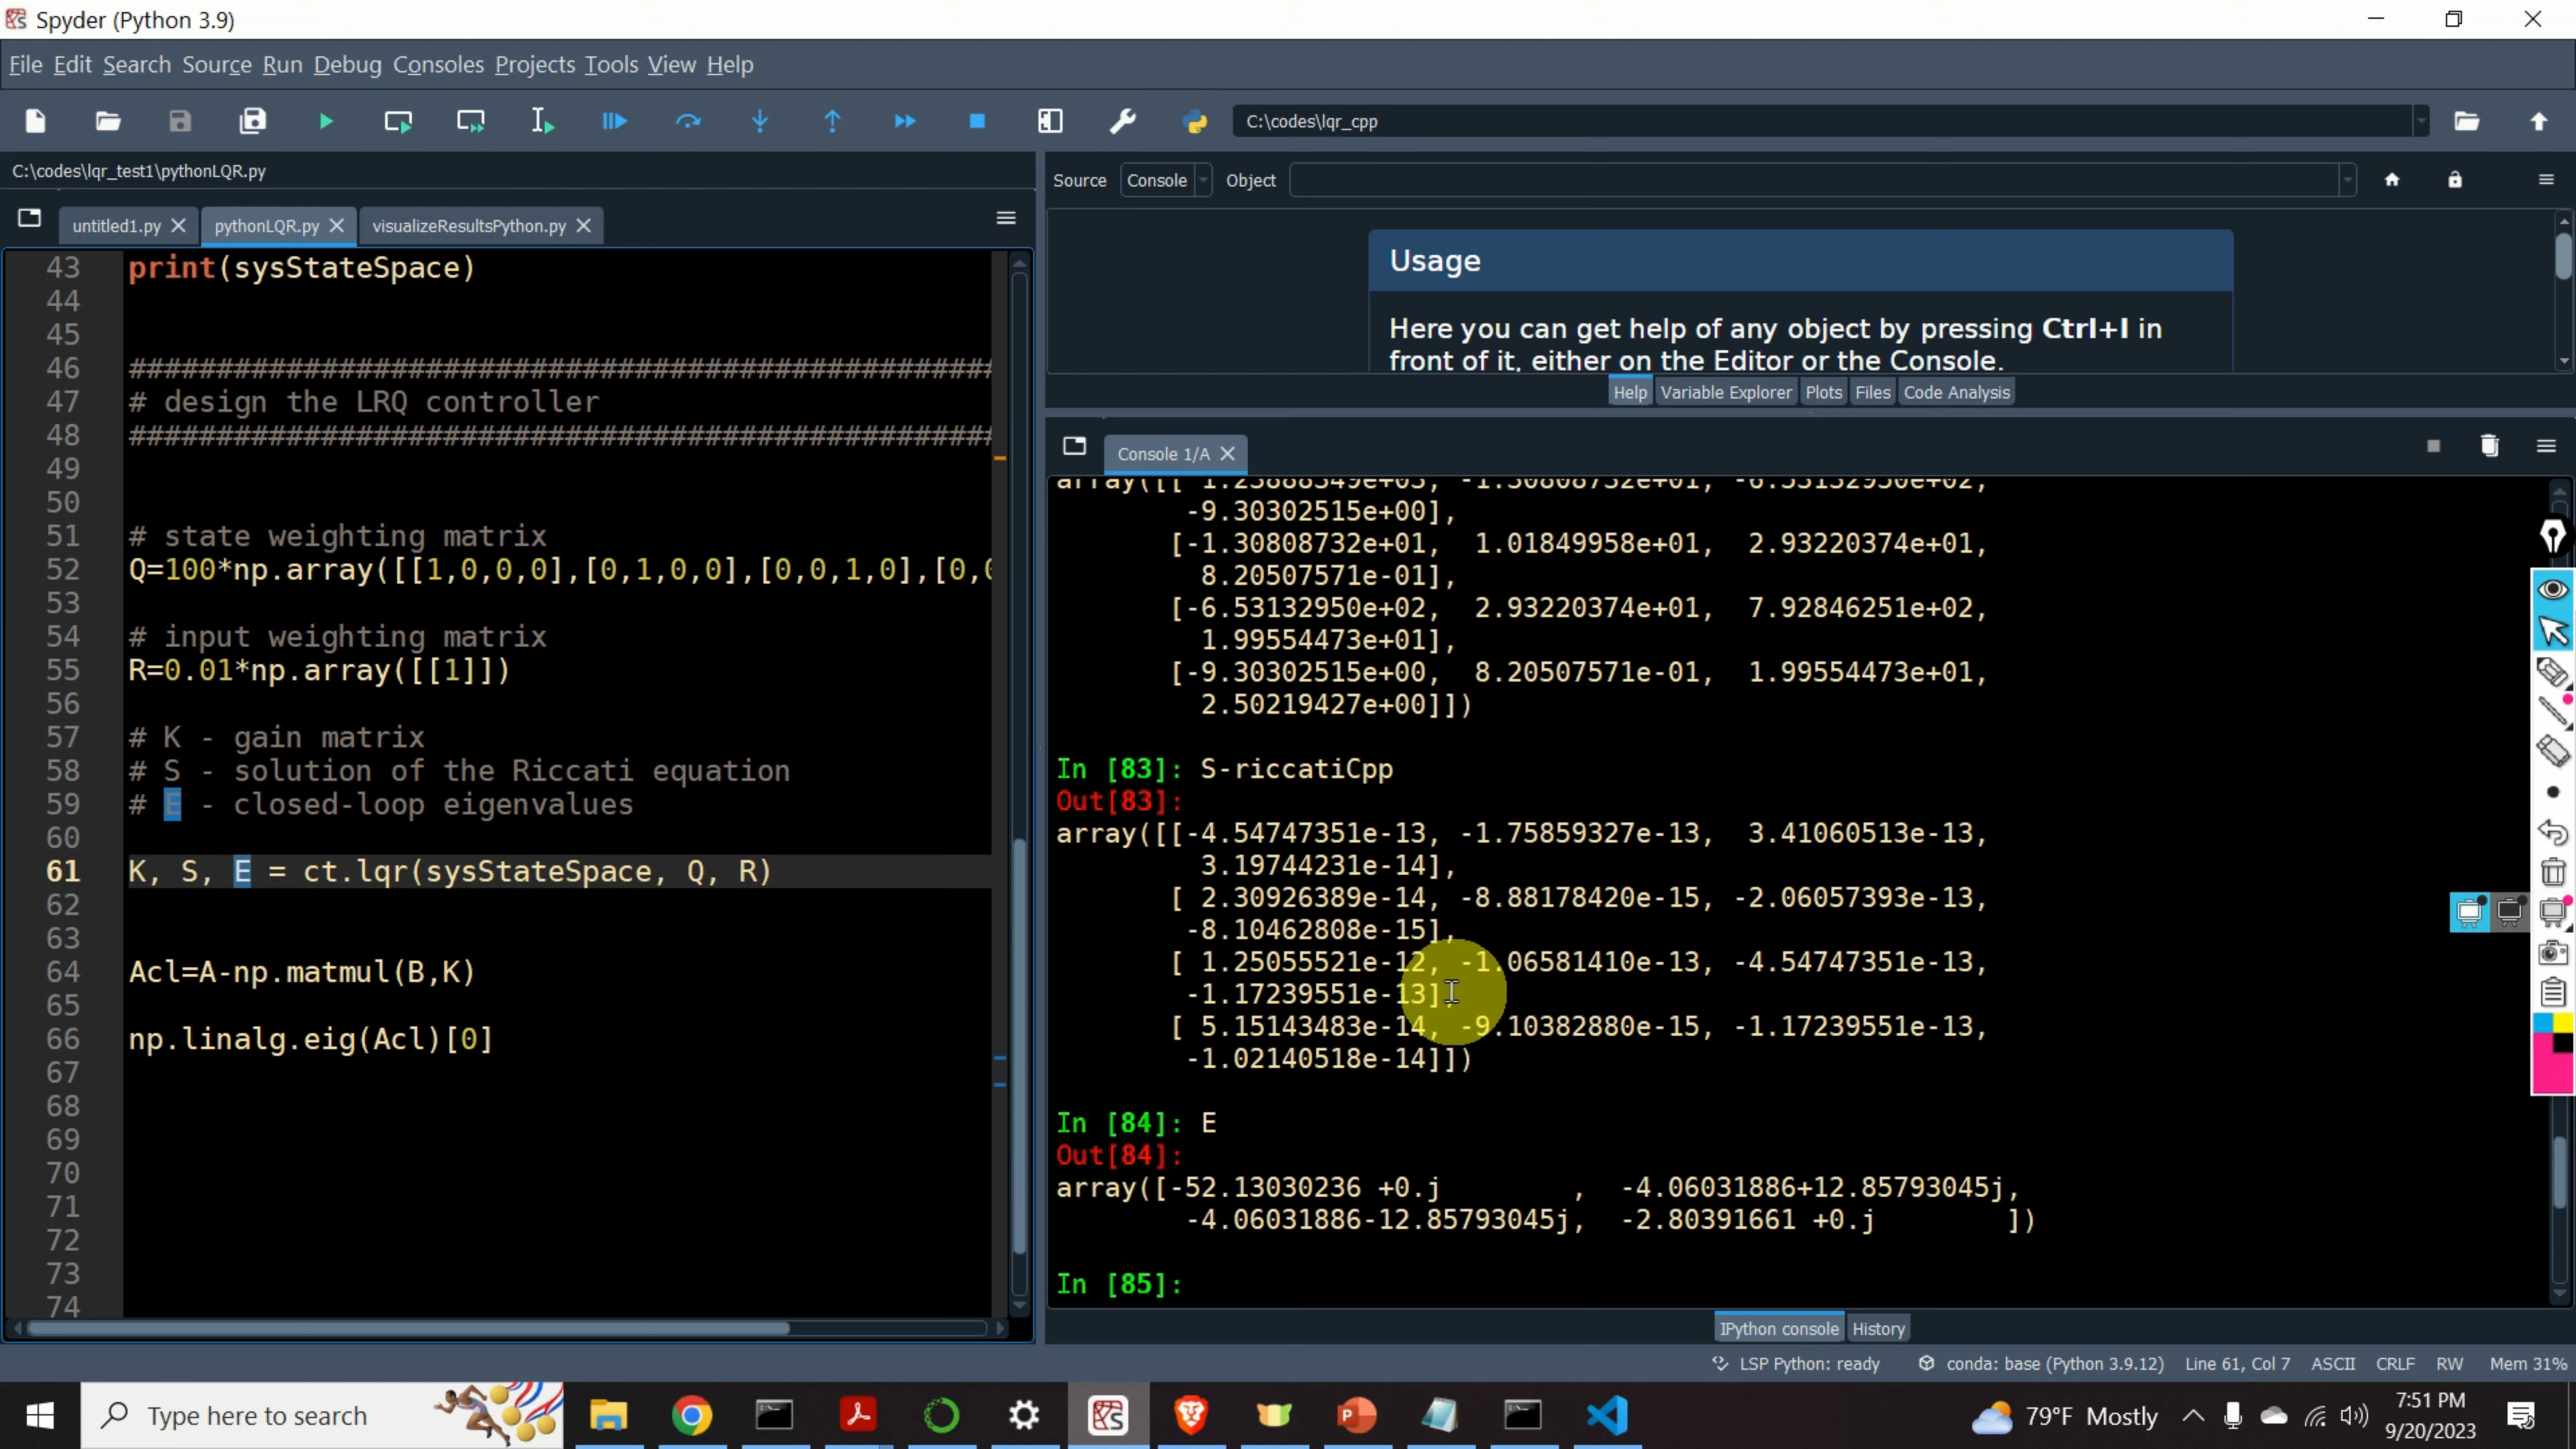 Spyder (Python 3.9)
File Edit Search Source Run Debug Consoles Projects Tools View Help
C:\codes\lqr_cpp
C:\codes\lqr_test1\pythonLQR.py
untitled1.py
pythonLQR.py
visualizeResultsPython.py
43 print(sysStateSpace)
44
45
46 ##################################################
47 # design the LRQ controller
48 ##################################################
49
50
51 # state weighting matrix
52 Q=100*np.array([[1,0,0,0],[0,1,0,0],[0,0,1,0],[0,0
53
54 # input weighting matrix
55 R=0.01*np.array([[1]])
56
57 # K - gain matrix
58 # S - solution of the Riccati equation
59 # E - closed-loop eigenvalues
60
61 K, S, E = ct.lqr(sysStateSpace, Q, R)
62
63
64 Acl=A-np.matmul(B,K)
65
66 np.linalg.eig(Acl)[0]
67
68
69
70
71
72
73
74
Source Console Object
Usage
Here you can get help of any object by pressing Ctrl+I in
front of it, either on the Editor or the Console.
Help Variable Explorer Plots Files Code Analysis
Console 1/A
array([[ 1.23888349e+03, -1.30808732e+01, -6.53132950e+02,
-9.30302515e+00],
[-1.30808732e+01, 1.01849958e+01, 2.93220374e+01,
8.20507571e-01],
[-6.53132950e+02, 2.93220374e+01, 7.92846251e+02,
1.99554473e+01],
[-9.30302515e+00, 8.20507571e-01, 1.99554473e+01,
2.50219427e+00]])
In [83]: S-riccatiCpp
Out[83]:
array([[-4.54747351e-13, -1.75859327e-13, 3.41060513e-13,
3.19744231e-14],
[ 2.30926389e-14, -8.88178420e-15, -2.06057393e-13,
-8.10462808e-15],
[ 1.25055521e-12, -1.06581410e-13, -4.54747351e-13,
-1.17239551e-13],
[ 5.15143483e-14, -9.10382880e-15, -1.17239551e-13,
-1.02140518e-14]])
In [84]: E
Out[84]:
array([-52.13030236 +0.j , -4.06031886+12.85793045j,
-4.06031886-12.85793045j, -2.80391661 +0.j ])
In [85]:
IPython console History
LSP Python: ready conda: base (Python 3.9.12) Line 61, Col 7 ASCII CRLF RW Mem 31%
Type here to search
79°F Mostly
7:51 PM
9/20/2023